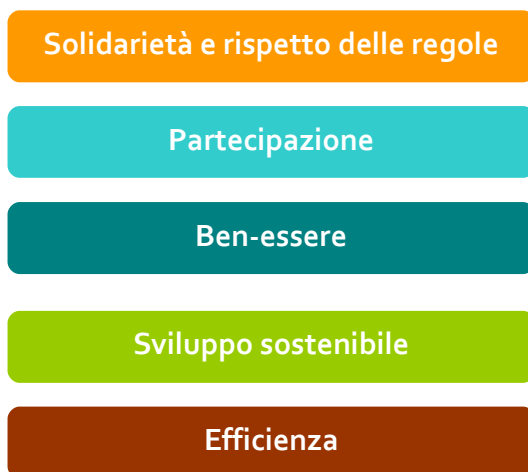 Solidarietà e rispetto delle regole
Partecipazione
Ben-essere
Sviluppo sostenibile
Efficienza